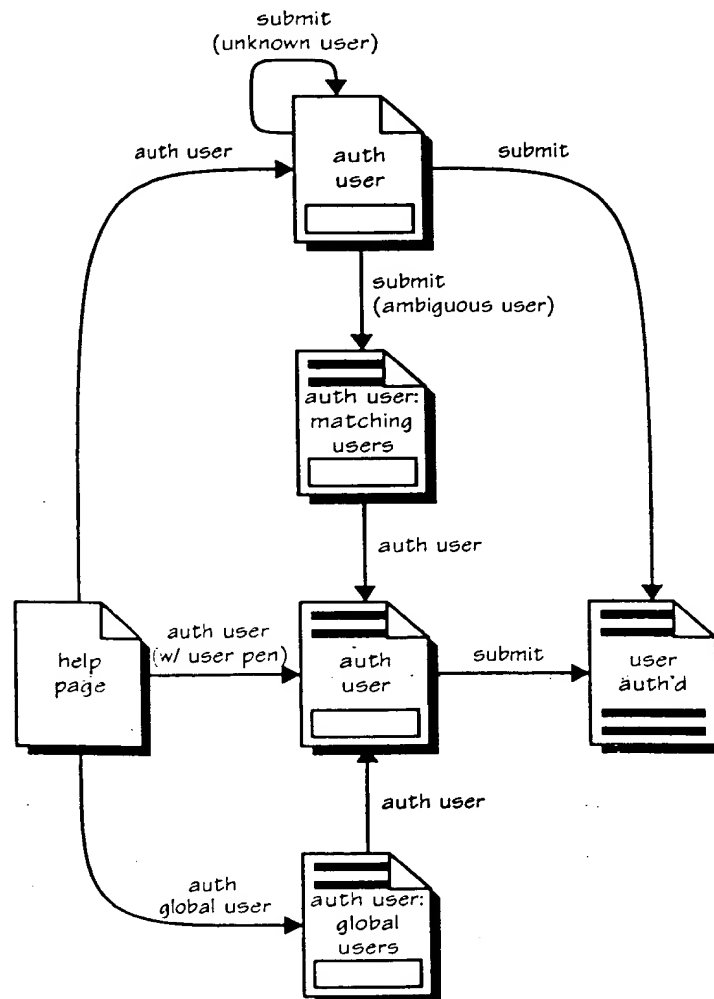 submit
(unknown user)
auth user
auth
user
submit
submit
(ambiguous user)
auth user:
matching
users
auth user
help
page
auth user
(w/ user pen)
auth
user
submit
user
auth'd
auth user
auth
global user
auth user:
global
users